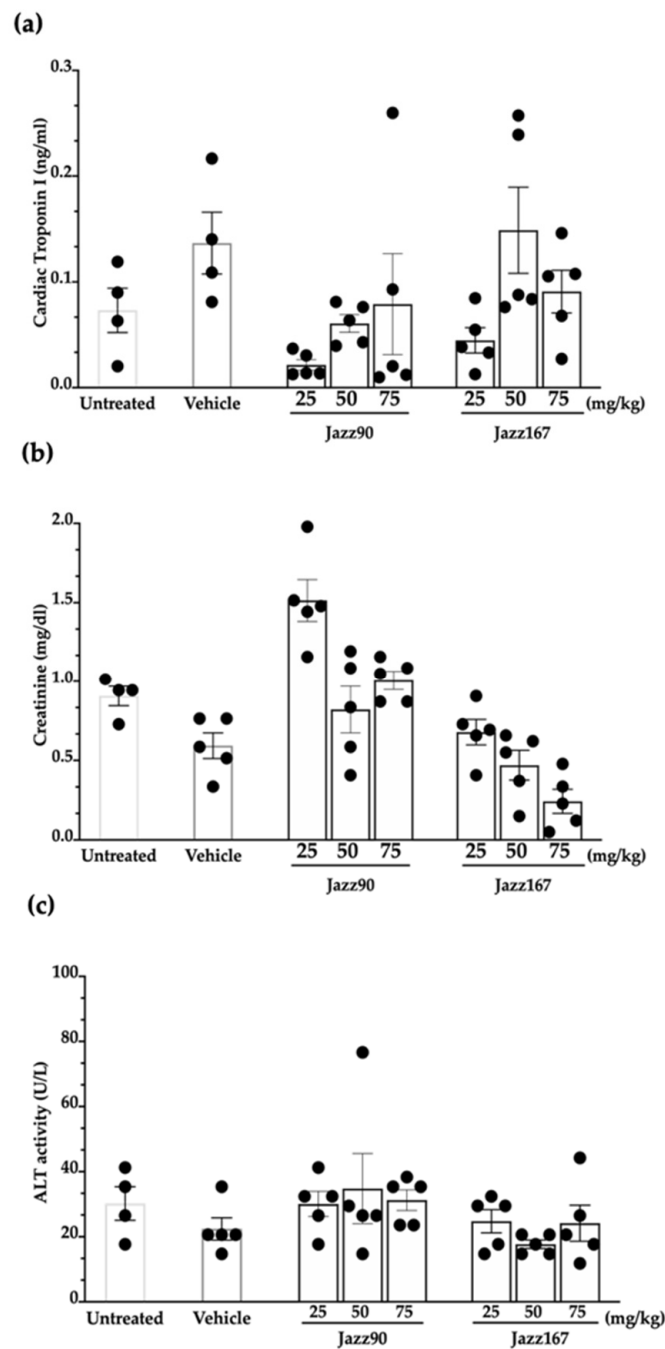 (a)
Cardiac Troponin I (ng/ml)
0.3
0.2
0.1
0.0
Untreated Vehicle 25 50 75 25 50 75 (mg/kg)
Jazz90 Jazz167
(b)
Creatinine (mg/dl)
2.0
1.5
1.0
0.5
0.0
Untreated Vehicle 25 50 75 25 50 75 (mg/kg)
Jazz90 Jazz167
(c)
ALT activity (U/L)
100
80
60
40
20
0
Untreated Vehicle 25 50 75 25 50 75 (mg/kg)
Jazz90 Jazz167